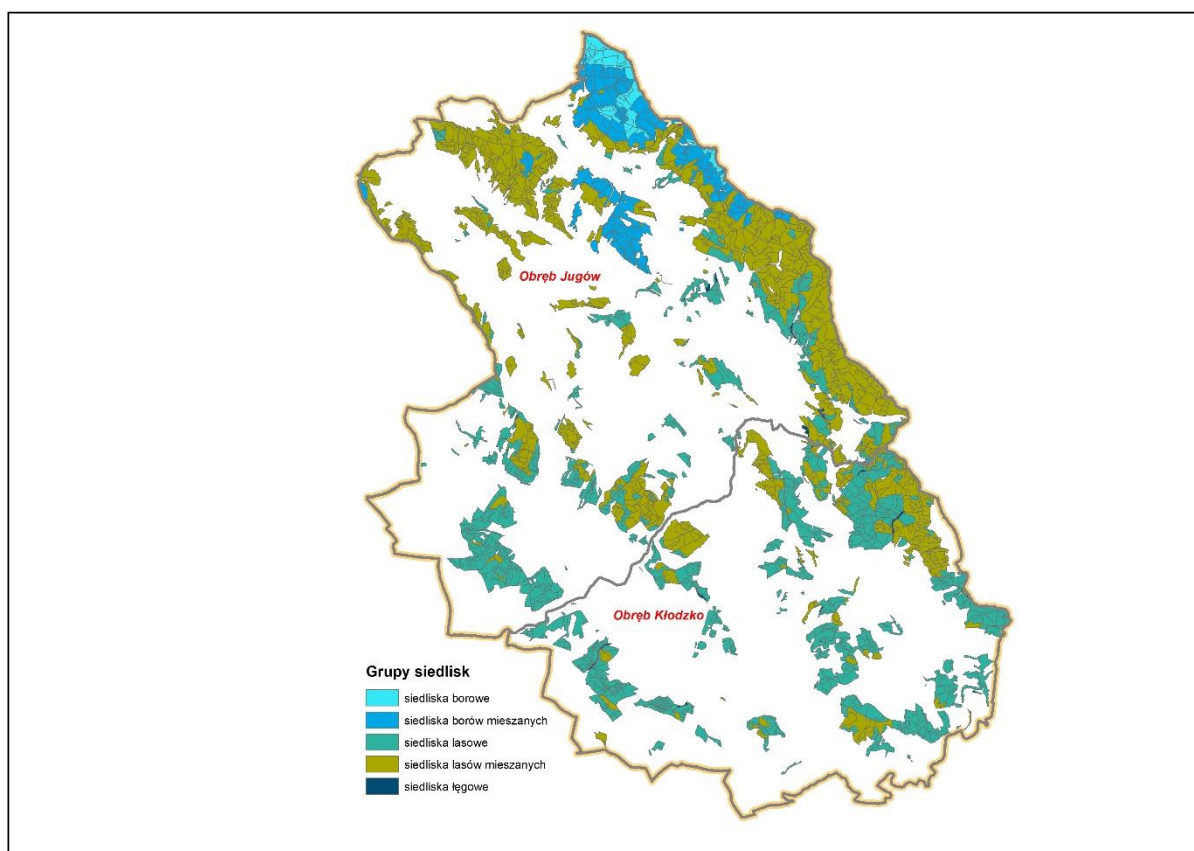 Obręb Jugów
Obręb Kłodzko
Grupy siedlisk
siedliska borowe
siedliska borów mieszanych
siedliska lasowe
siedliska lasów mieszanych
siedliska łęgowe